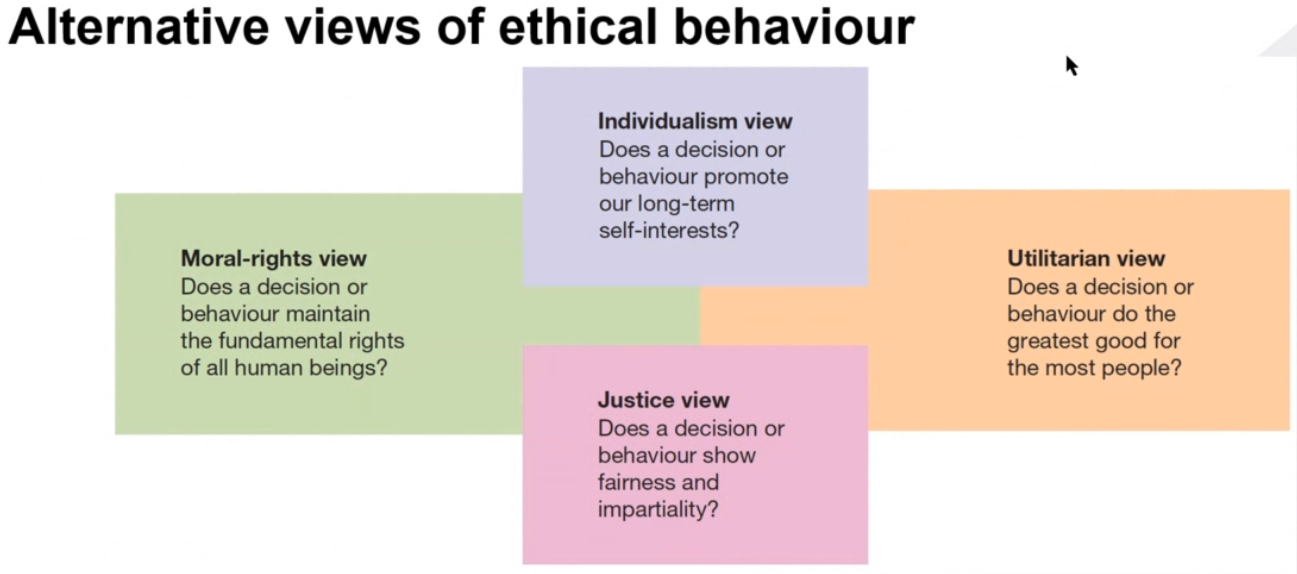 Alternative views of ethical behaviour
Individualism view
Does a decision or
behaviour promote
our long-term
self-interests?
Moral-rights view
Does a decision or
behaviour maintain
the fundamental rights
of all human beings?
Utilitarian view
Does a decision or
behaviour do the
greatest good for
the most people?
Justice view
Does a decision or
behaviour show
fairness and
impartiality?